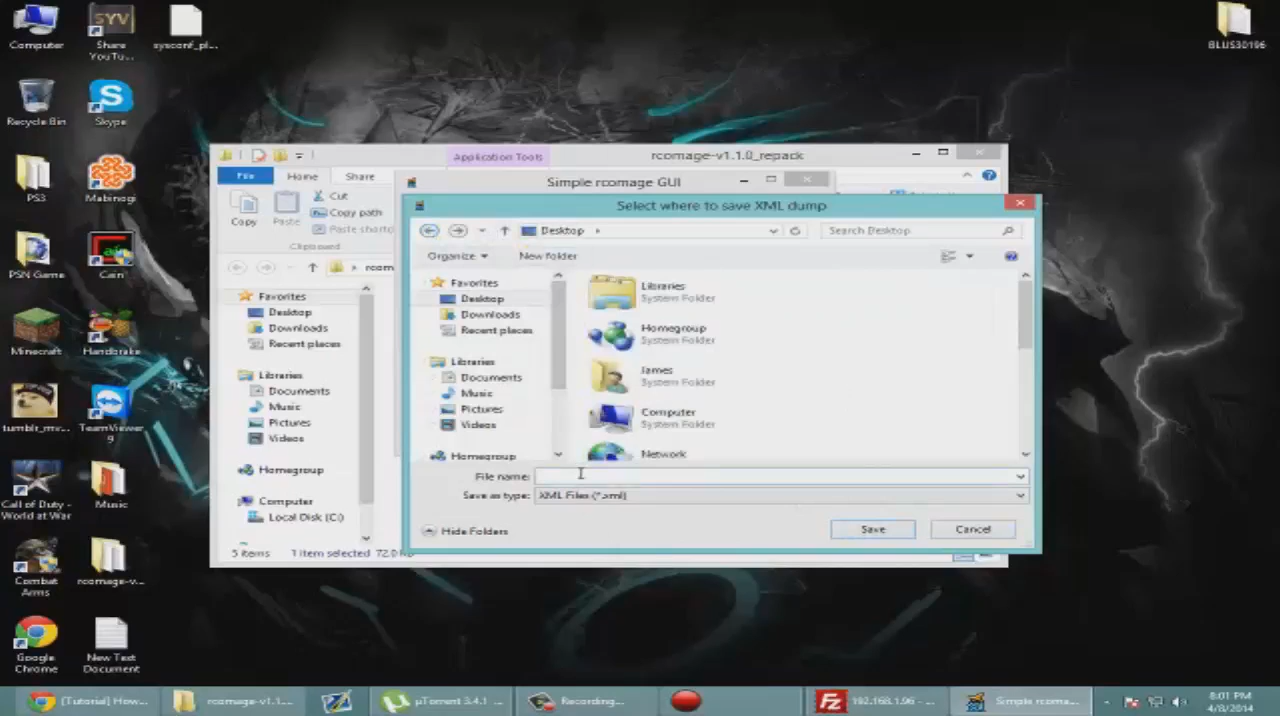 Computer
SYV
Share
YouTu...
sysconf_pl...
BLUS30196
Recycle Bin
Skype
PS3
Mabinogi
PSN Game
Cain
Minecraft
Handbrake
tumblr_mv...
TeamViewer
9
Call of Duty -
World at War
Music
Combat
Arms
rcomage-v...
Google
Chrome
New Text
Document
Application Tools
rcomage-v1.1.0_repack
File
Home
Share
Copy
Paste
Cut
Copy path
Paste shortc
Clipboard
rcom
Favorites
Desktop
Downloads
Recent places
Libraries
Documents
Music
Pictures
Videos
Homegroup
Computer
Local Disk (C:)
5 items
1 item selected 72.0 K
Simple rcomage GUI
Select where to save XML dump
Desktop
Search Desktop
Organize
New folder
Favorites
Desktop
Downloads
Recent places
Libraries
Documents
Music
Pictures
Videos
Homegroup
Libraries
System Folder
Homegroup
System Folder
James
System Folder
Computer
System Folder
Network
File name:
Save as type:
XML Files (*.xml)
Hide Folders
Save
Cancel
[Tutorial] How...
rcomage-v1.1...
µTorrent 3.4.1 ...
Recording...
192.168.1.96 - ...
Simple rcoma...
8:01 PM
4/8/2014